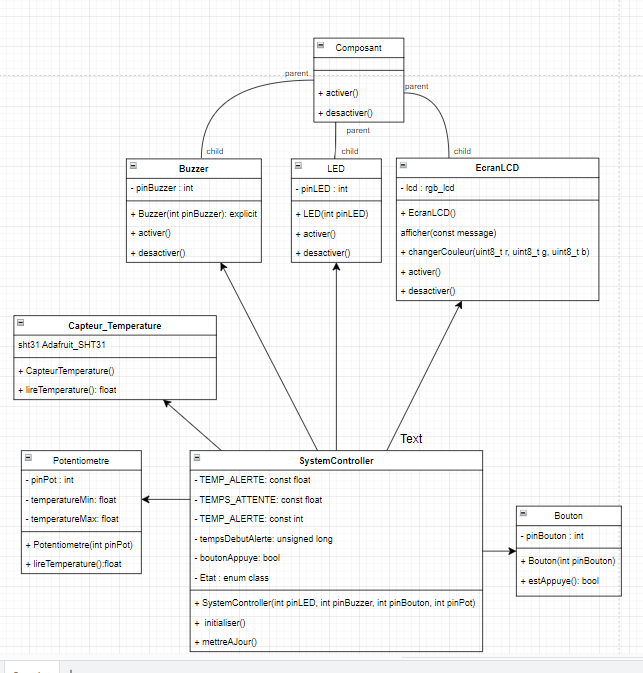 Composant
+ activer()
+ desactiver()
parent
parent
parent
child
child
child
Buzzer
- pinBuzzer : int
+ Buzzer(int pinBuzzer): explicit
+ activer()
+ desactiver()
LED
- pinLED : int
+ LED(int pinLED)
+ activer()
+ desactiver()
EcranLCD
- lcd : rgb_lcd
+ EcranLCD()
afficher(const message)
+ changerCouleur(uint8_t r, uint8_t g, uint8_t b)
+ activer()
+ desactiver()
Capteur_Temperature
sht31 Adafruit_SHT31
+ CapteurTemperature()
+ lireTemperature(): float
Text
Potentiometre
- pinPot : int
- temperatureMin: float
- temperatureMax: float
+ Potentiometre(int pinPot)
+ lireTemperature():float
SystemController
- TEMP_ALERTE: const float
- TEMPS_ATTENTE: const float
- TEMP_ALERTE: const int
- tempsDebutAlerte: unsigned long
- boutonAppuye: bool
- Etat : enum class
+ SystemController(int pinLED, int pinBuzzer, int pinBouton, int pinPot)
+ initialiser()
+ mettreAJour()
Bouton
- pinBouton : int
+ Bouton(int pinBouton)
+ estAppuye(): bool